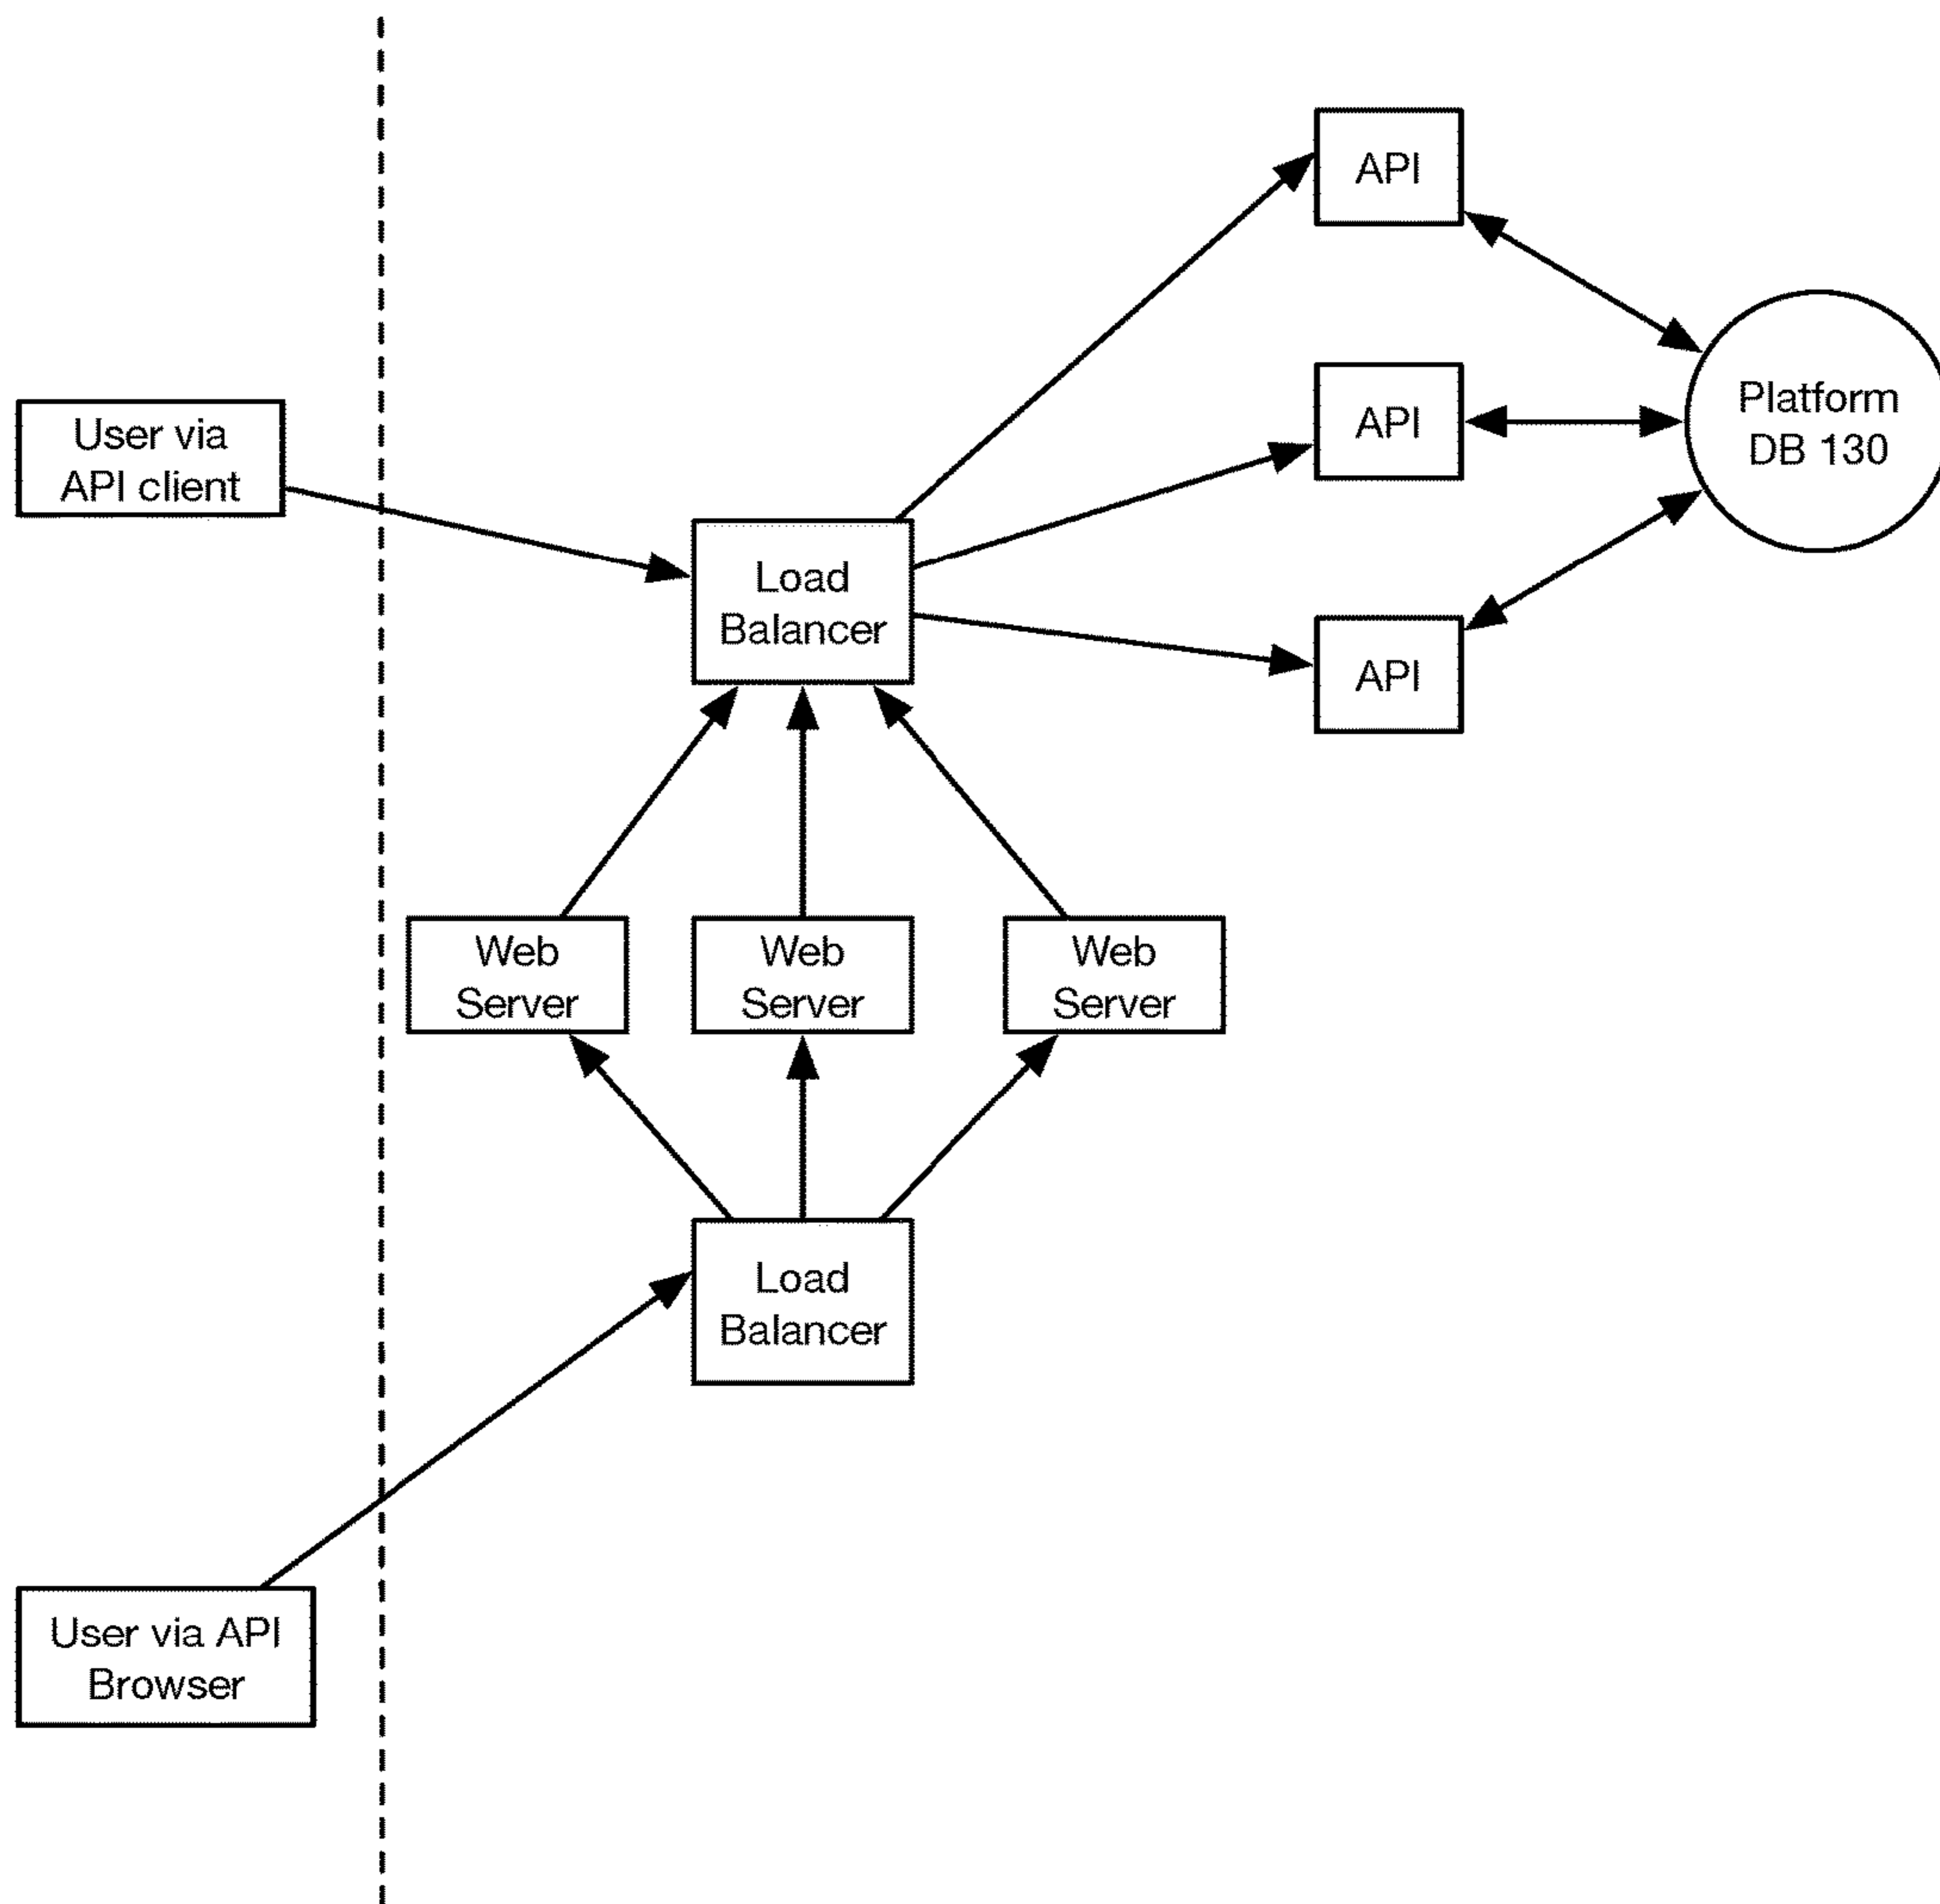 API
User via
API client
API
Platform
DB 130
Load
Balancer
API
Web
Server
Web
Server
Web
Server
Load
Balancer
User via API
Browser